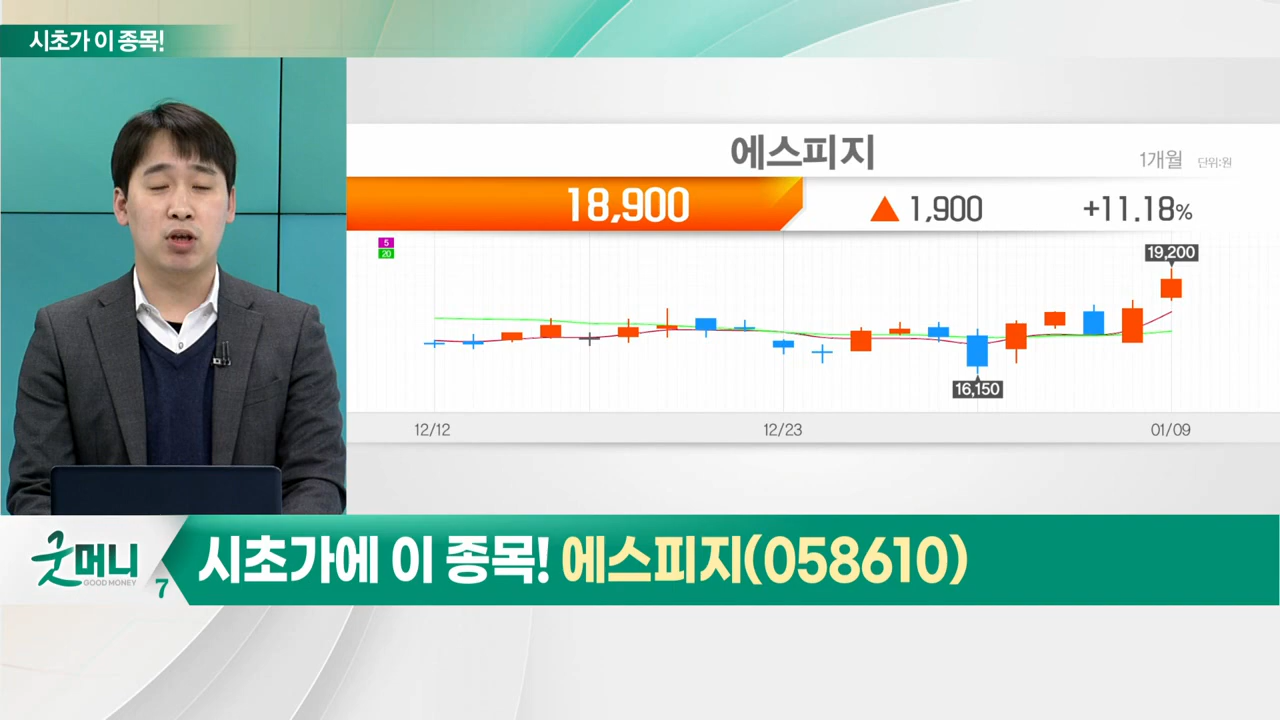 시초가 이 종목!
에스피지
1개월 단위:원
18,900 ▲ 1,900 +11.18%
5
20
19,200
16,150
12/12 12/23 01/09
굿머니
GOOD MONEY
7
시초가에 이 종목! 에스피지(058610)